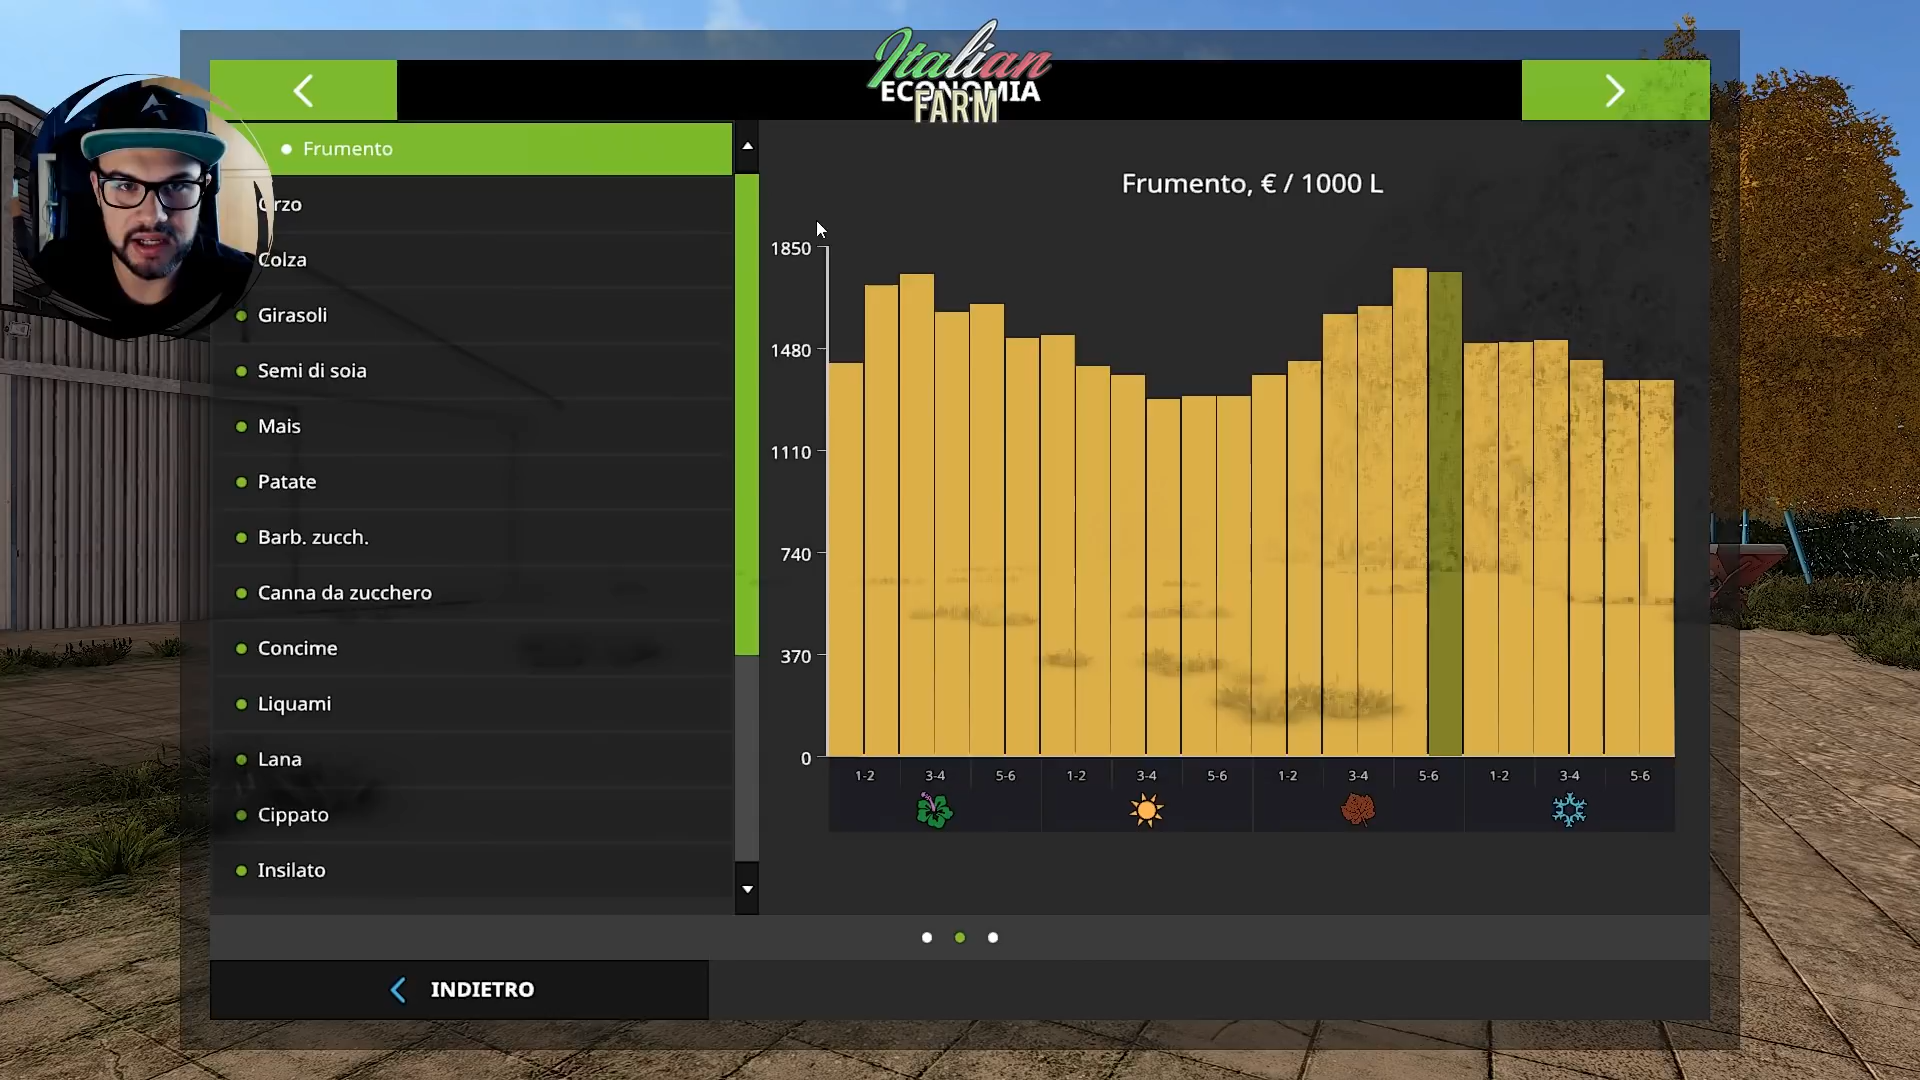 Italian
ECONOMIA
FARM
Frumento
Orzo
Colza
Girasoli
Semi di soia
Mais
Patate
Barb. zucch.
Canna da zucchero
Concime
Liquami
Lana
Cippato
Insilato
Frumento, € / 1000 L
1850
1480
1110
740
370
0
1-2 3-4 5-6 1-2 3-4 5-6 1-2 3-4 5-6 1-2 3-4 5-6
INDIETRO